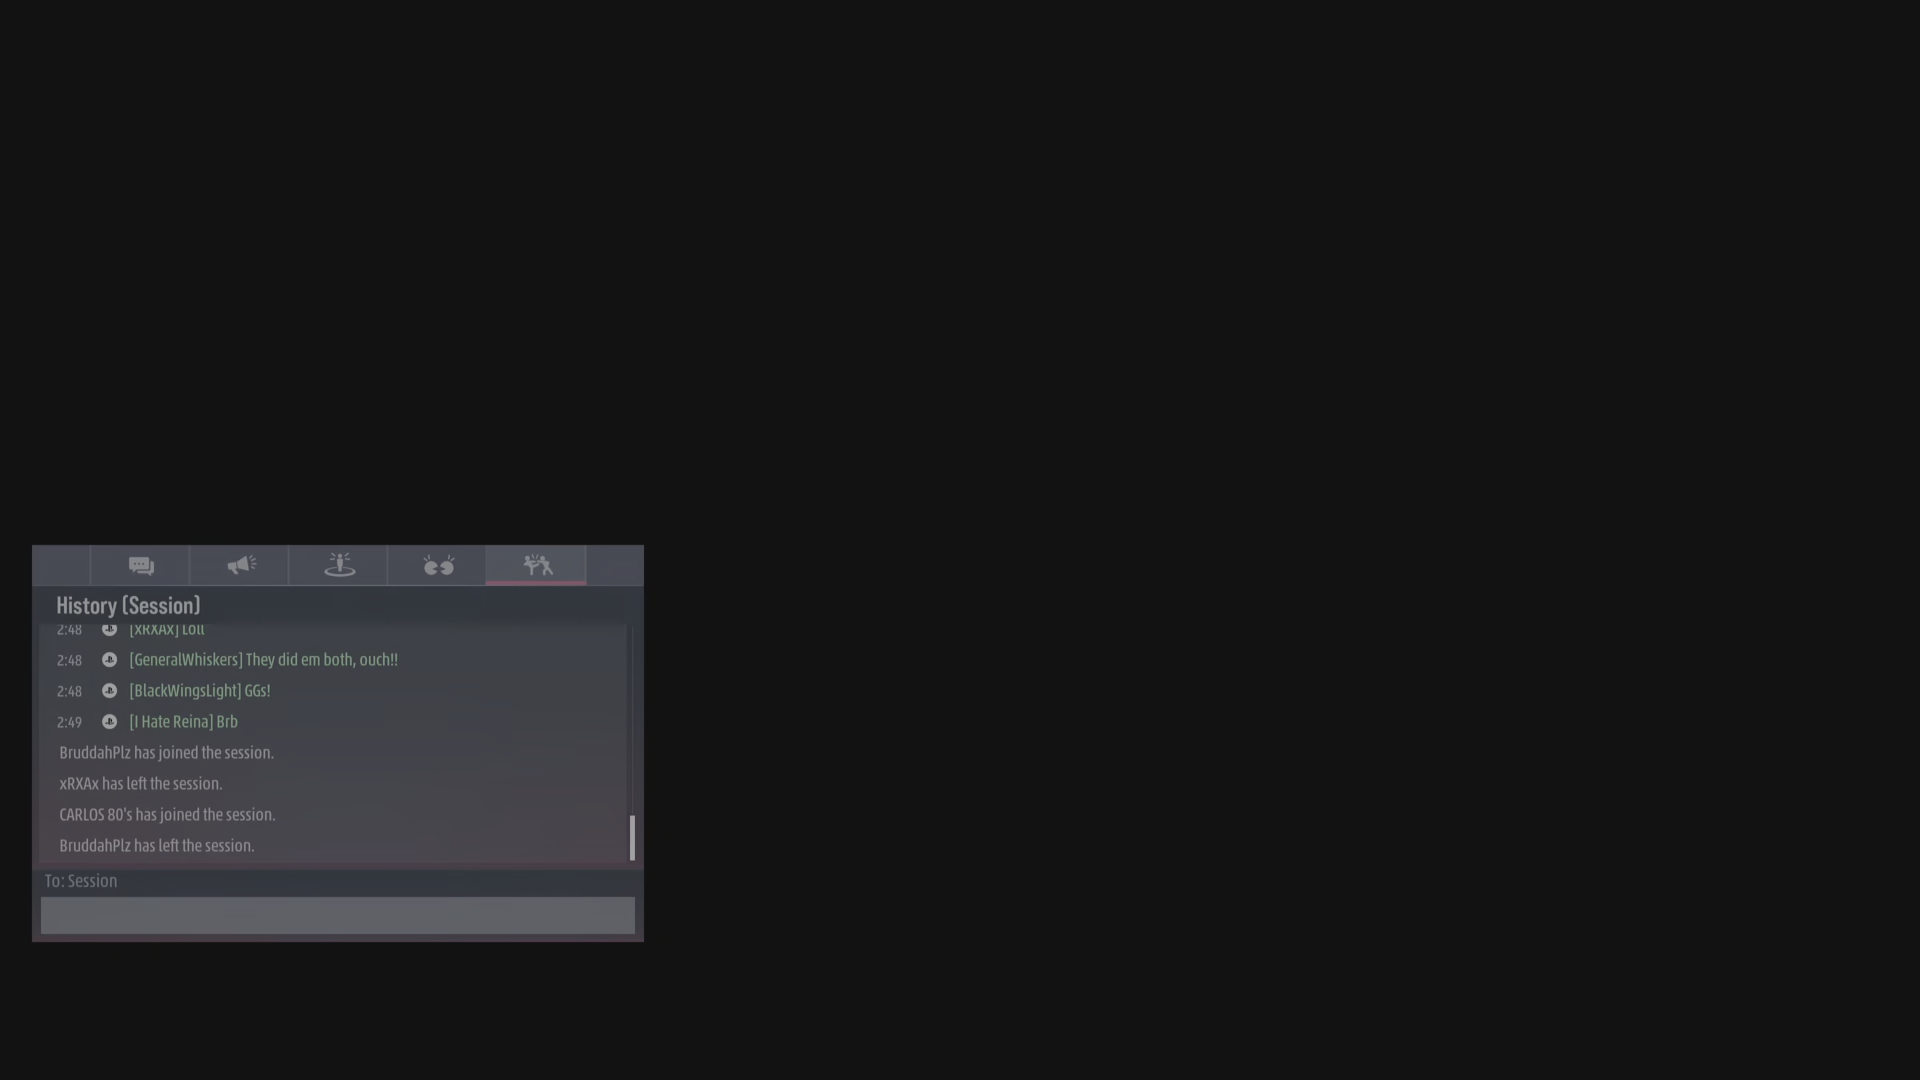 History (Session)
2:48 [xRXAx] Loll
2:48 [GeneralWhiskers] They did em both, ouch!!
2:48 [BlackWingsLight] GGs!
2:49 [I Hate Reina] Brb
BruddahPlz has joined the session.
xRXAx has left the session.
CARLOS 80's has joined the session.
BruddahPlz has left the session.
To: Session